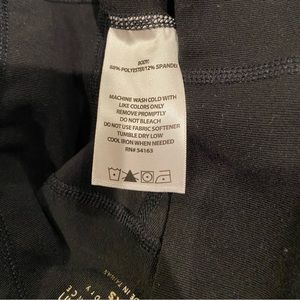 BODY:
88% POLYESTER/12% SPANDEX
MACHINE WASH COLD WITH
LIKE COLORS ONLY
REMOVE PROMPTLY
DO NOT BLEACH
DO NOT USE FABRIC SOFTENER
TUMBLE DRY LOW
COOL IRON WHEN NEEDED
RN# 54163